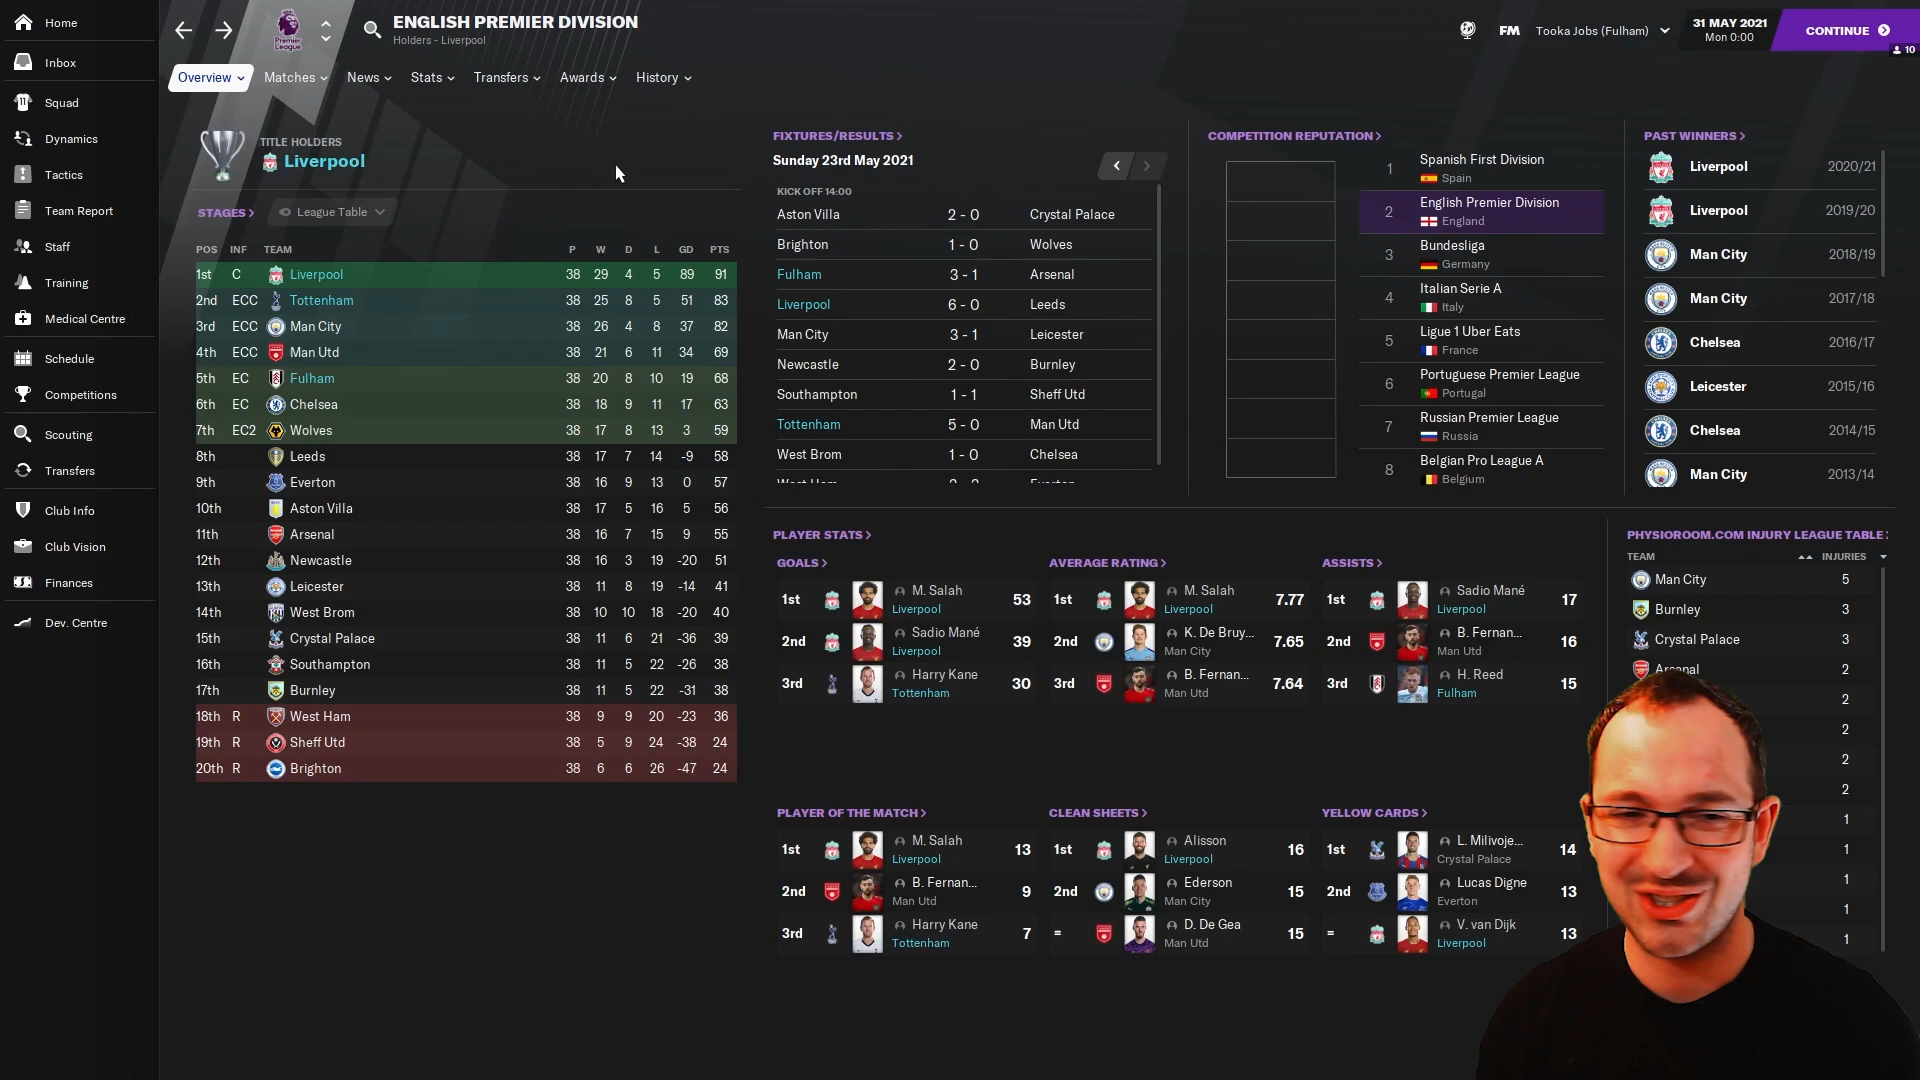 Home
Inbox
Squad
Dynamics
Tactics
Team Report
Staff
Training
Medical Centre
Schedule
Competitions
Scouting
Transfers
Club Info
Club Vision
Finances
Dev. Centre
Premier League
ENGLISH PREMIER DIVISION
Holders - Liverpool
FM
Tooka Jobs (Fulham)
31 MAY 2021
Mon 0:00
CONTINUE
10
Overview Matches News Stats Transfers Awards History
TITLE HOLDERS
Liverpool
STAGES > League Table
POS INF TEAM P W D L GD PTS
1st C Liverpool 38 29 4 5 89 91
2nd ECC Tottenham 38 25 8 5 51 83
3rd ECC Man City 38 26 4 8 37 82
4th ECC Man Utd 38 21 6 11 34 69
5th EC Fulham 38 20 8 10 19 68
6th EC Chelsea 38 18 9 11 17 63
7th EC2 Wolves 38 17 8 13 3 59
8th Leeds 38 17 7 14 -9 58
9th Everton 38 16 9 13 0 57
10th Aston Villa 38 17 5 16 5 56
11th Arsenal 38 16 7 15 9 55
12th Newcastle 38 16 3 19 -20 51
13th Leicester 38 11 8 19 -14 41
14th West Brom 38 10 10 18 -20 40
15th Crystal Palace 38 11 6 21 -36 39
16th Southampton 38 11 5 22 -26 38
17th Burnley 38 11 5 22 -31 38
18th R West Ham 38 9 9 20 -23 36
19th R Sheff Utd 38 5 9 24 -38 24
20th R Brighton 38 6 6 26 -47 24
FIXTURES/RESULTS >
Sunday 23rd May 2021
KICK OFF 14:00
Aston Villa 2 - 0 Crystal Palace
Brighton 1 - 0 Wolves
Fulham 3 - 1 Arsenal
Liverpool 6 - 0 Leeds
Man City 3 - 1 Leicester
Newcastle 2 - 0 Burnley
Southampton 1 - 1 Sheff Utd
Tottenham 5 - 0 Man Utd
West Brom 1 - 0 Chelsea
COMPETITION REPUTATION >
1 Spanish First Division
Spain
2 English Premier Division
England
3 Bundesliga
Germany
4 Italian Serie A
Italy
5 Ligue 1 Uber Eats
France
6 Portuguese Premier League
Portugal
7 Russian Premier League
Russia
8 Belgian Pro League A
Belgium
PAST WINNERS >
Liverpool 2020/21
Liverpool 2019/20
Man City 2018/19
Man City 2017/18
Chelsea 2016/17
Leicester 2015/16
Chelsea 2014/15
Man City 2013/14
PLAYER STATS >
GOALS >
1st M. Salah 53
Liverpool
2nd Sadio Mané 39
Liverpool
3rd Harry Kane 30
Tottenham
AVERAGE RATING >
1st M. Salah 7.77
Liverpool
2nd K. De Bruy... 7.65
Man City
3rd B. Fernan... 7.64
Man Utd
ASSISTS >
1st Sadio Mané 17
Liverpool
2nd B. Fernan... 16
Man Utd
3rd H. Reed 15
Fulham
PLAYER OF THE MATCH >
1st M. Salah 13
Liverpool
2nd B. Fernan... 9
Man Utd
3rd Harry Kane 7
Tottenham
CLEAN SHEETS >
1st Alisson 16
Liverpool
2nd Ederson 15
Man City
= D. De Gea 15
Man Utd
YELLOW CARDS >
1st L. Milivoje... 14
Crystal Palace
2nd Lucas Digne 13
Everton
= V. van Dijk 13
Liverpool
PHYSIOROOM.COM INJURY LEAGUE TABLE
TEAM INJURIES
Man City 5
Burnley 3
Crystal Palace 3
Arsenal 2
2
2
2
2
1
1
1
1
1